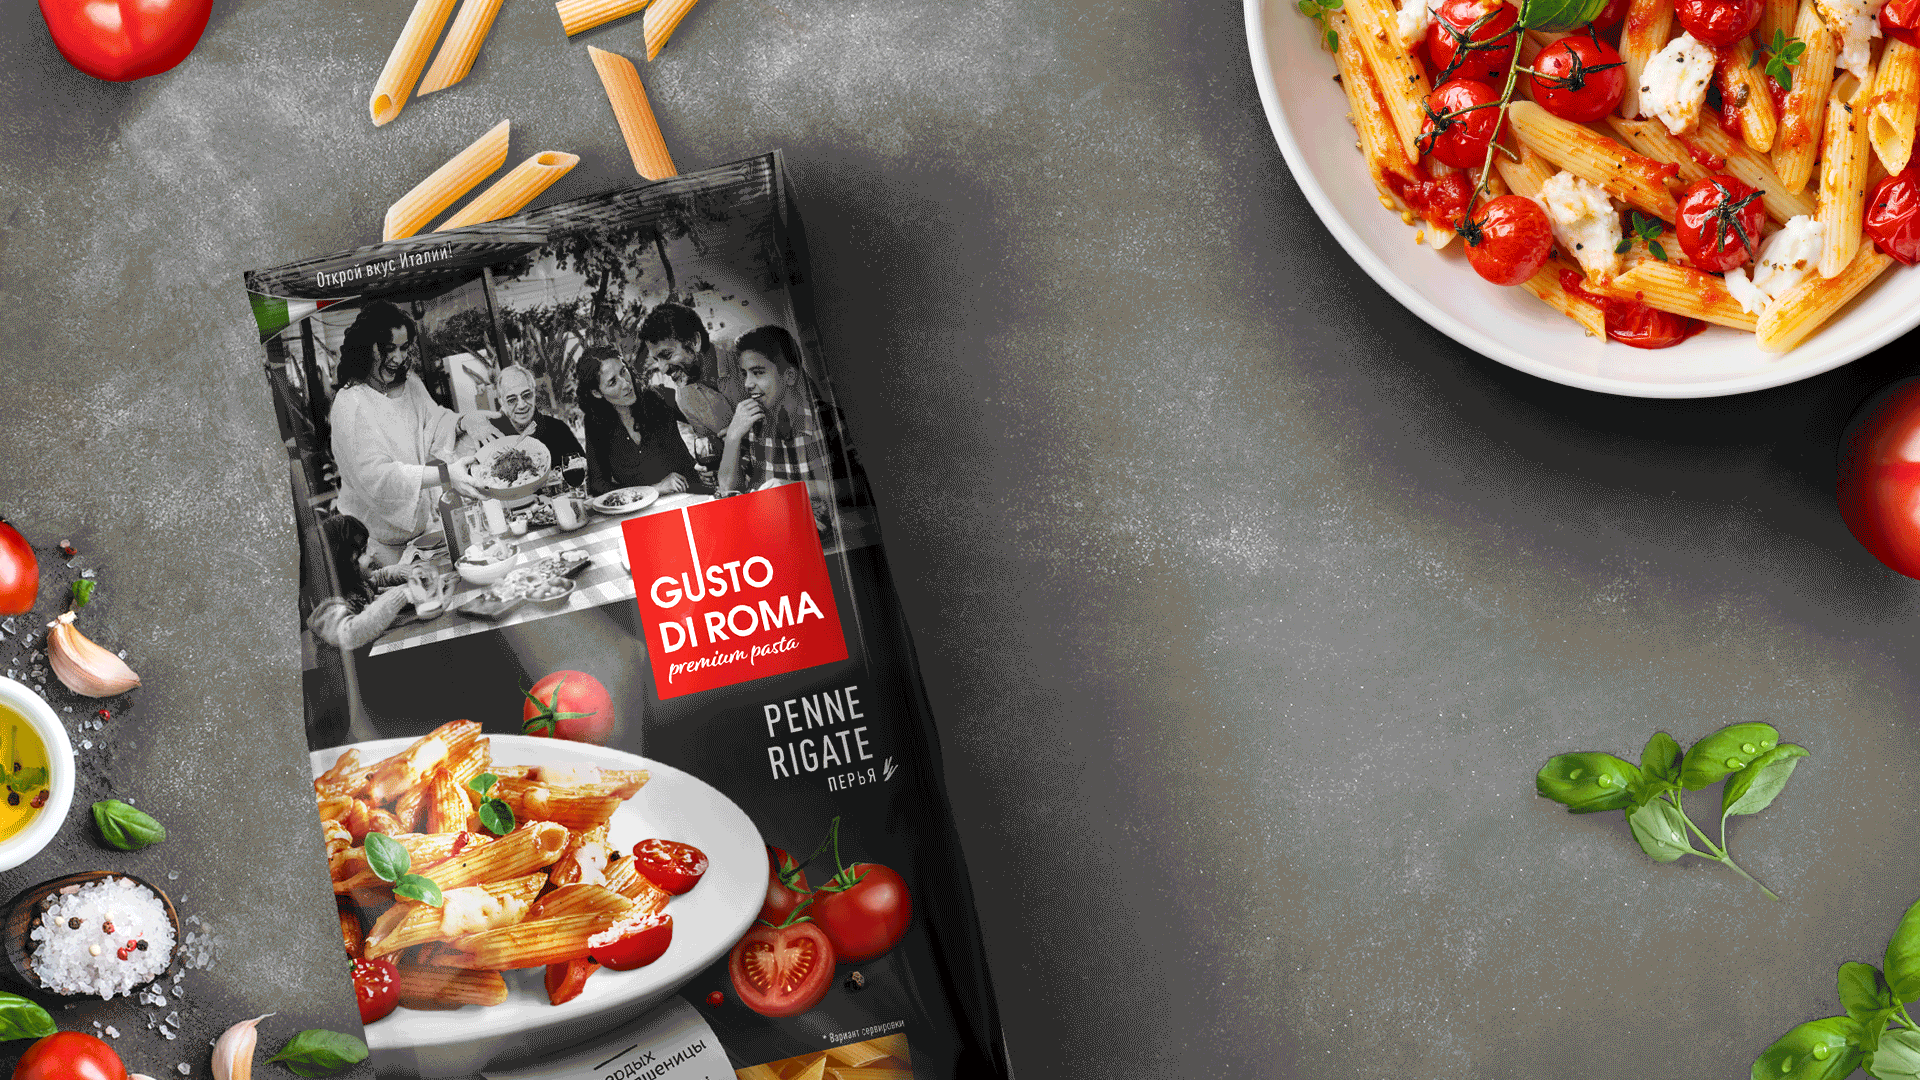 Открой вкус Италии!
GUSTO
DI ROMA
premium pasta
PENNE
RIGATE
ПЕРЬЯ
* Вариант сервировки